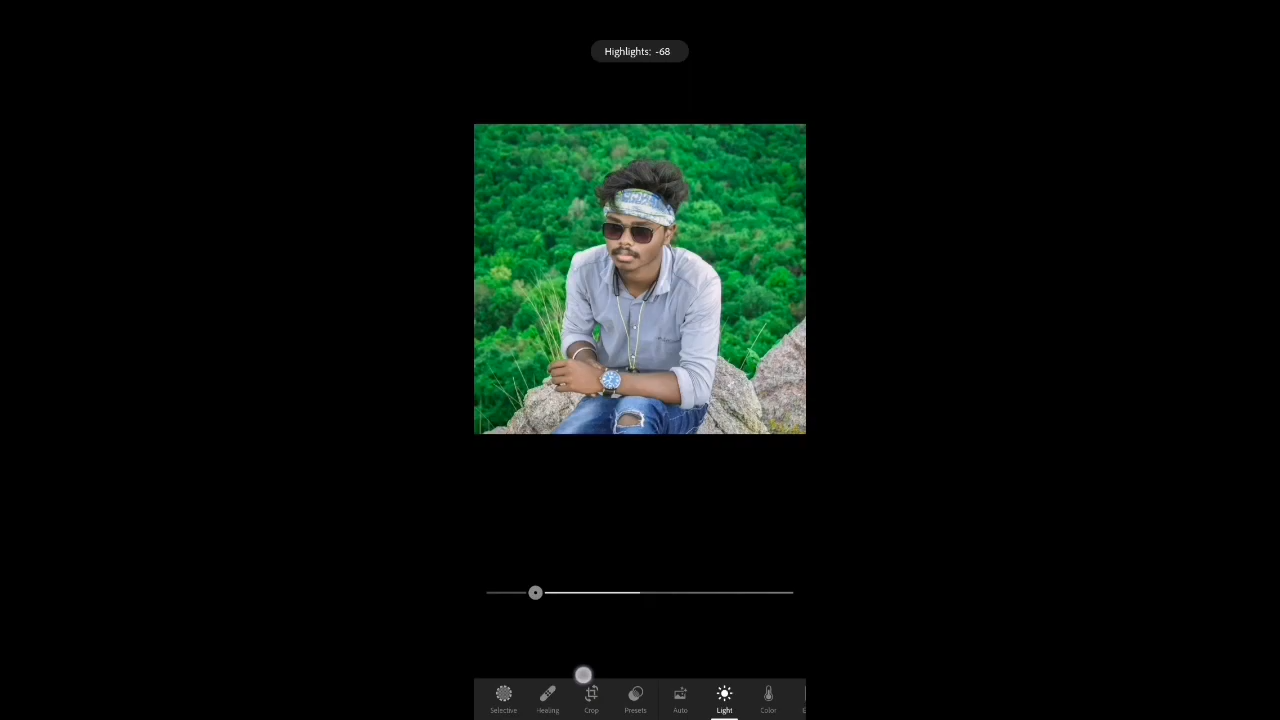 Highlights: -68
Selective
Healing
Crop
Presets
Auto
Light
Color